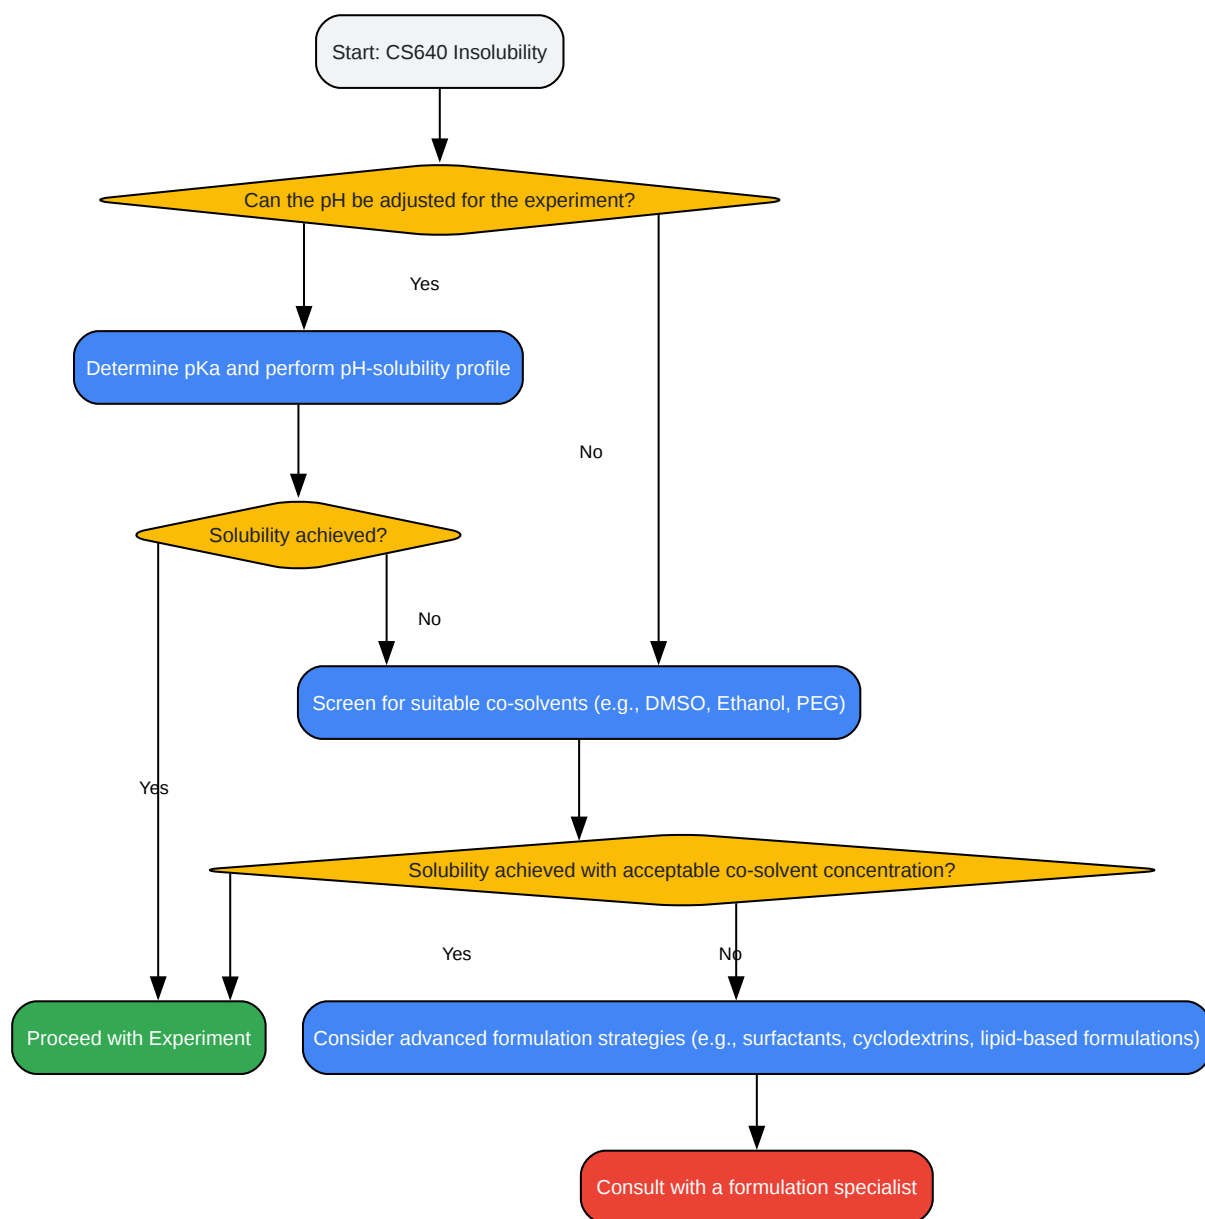 Start: CS640 Insolubility
Can the pH be adjusted for the experiment?
Yes
Determine pKa and perform pH-solubility profile
No
Solubility achieved?
No
Screen for suitable co-solvents (e.g., DMSO, Ethanol, PEG)
Yes
Solubility achieved with acceptable co-solvent concentration?
Yes
No
Proceed with Experiment
Consider advanced formulation strategies (e.g., surfactants, cyclodextrins, lipid-based formulations)
Consult with a formulation specialist